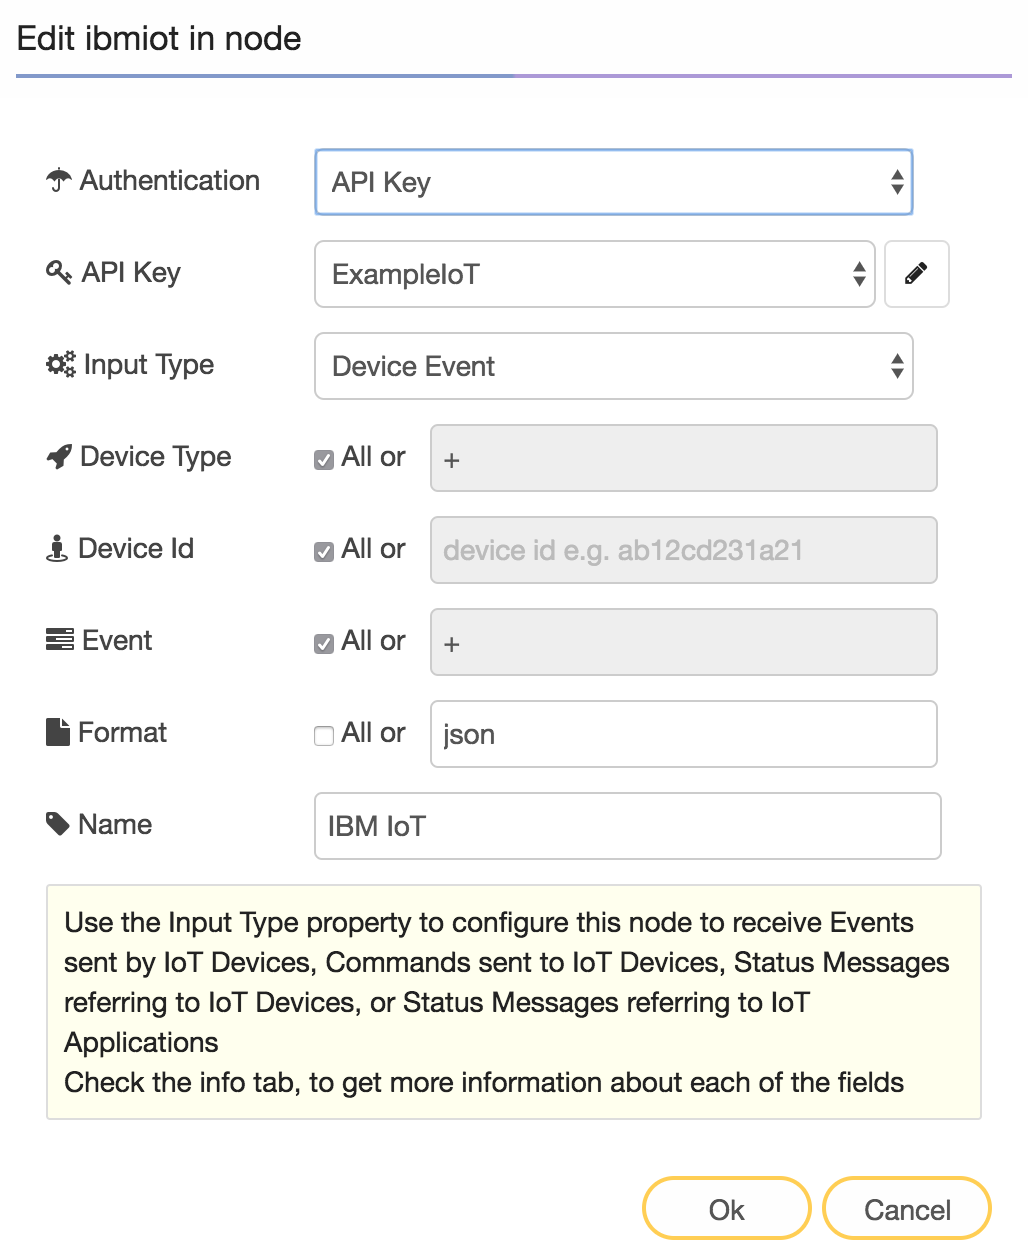 Edit ibmiot in node
Authentication API Key
API Key ExampleIoT
Input Type Device Event
Device Type All or +
Device Id All or device id e.g. ab12cd231a21
Event All or +
Format All or json
Name IBM IoT
Use the Input Type property to configure this node to receive Events
sent by IoT Devices, Commands sent to IoT Devices, Status Messages
referring to IoT Devices, or Status Messages referring to IoT
Applications
Check the info tab, to get more information about each of the fields
Ok Cancel